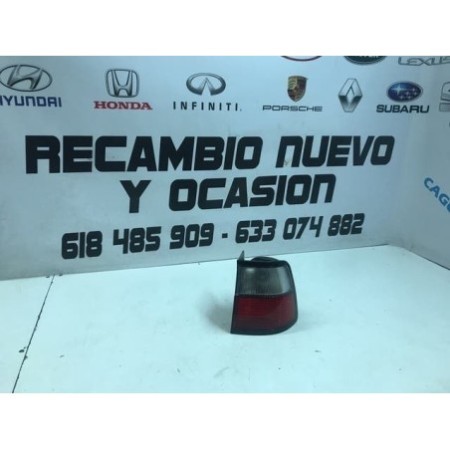 LEXUS
HYUNDAI
HONDA
INFINITI
PORSCHE
SUBARU
RECAMBIO NUEVO
Y OCASION
618 485 909 - 633 074 882